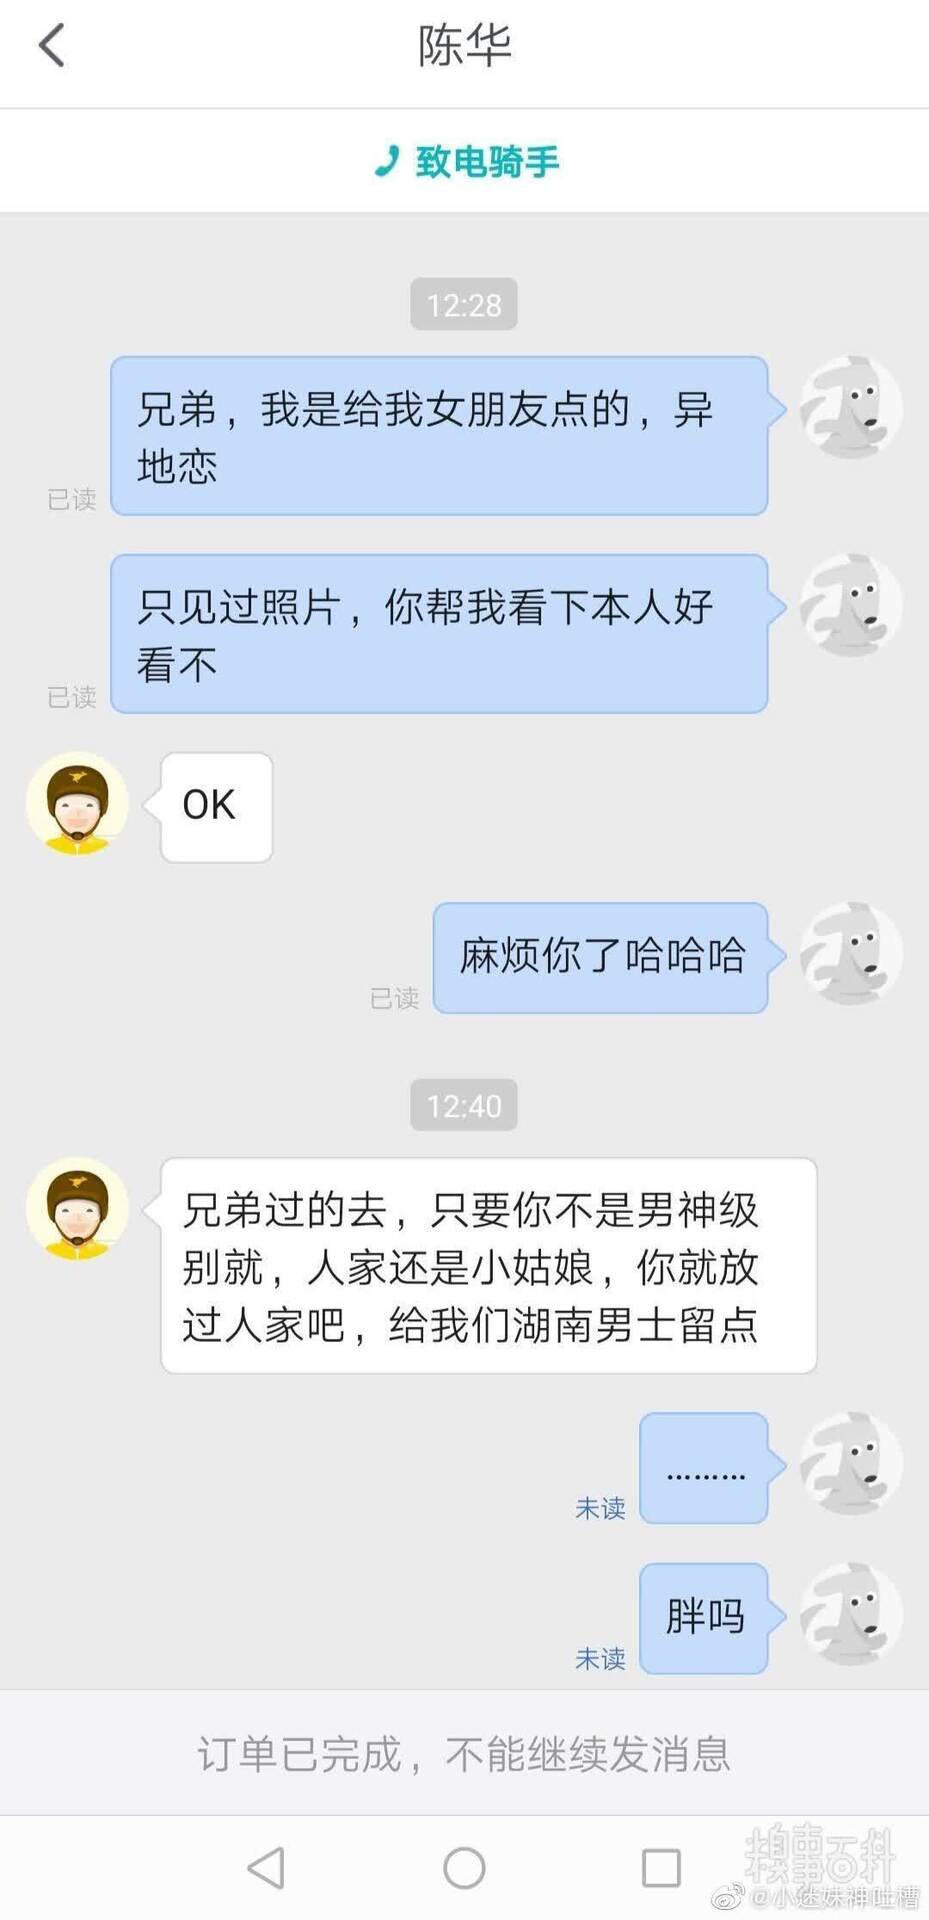 陈华
致电骑手
12:28
兄弟，我是给我女朋友点的，异
地恋
已读
只见过照片，你帮我看下本人好
看不
已读
OK
麻烦你了哈哈哈
已读
12:40
兄弟过的去，只要你不是男神级
别就，人家还是小姑娘，你就放
过人家吧，给我们湖南男士留点
………
未读
胖吗
未读
订单已完成，不能继续发消息
糗事百科
@小迷妹神吐槽